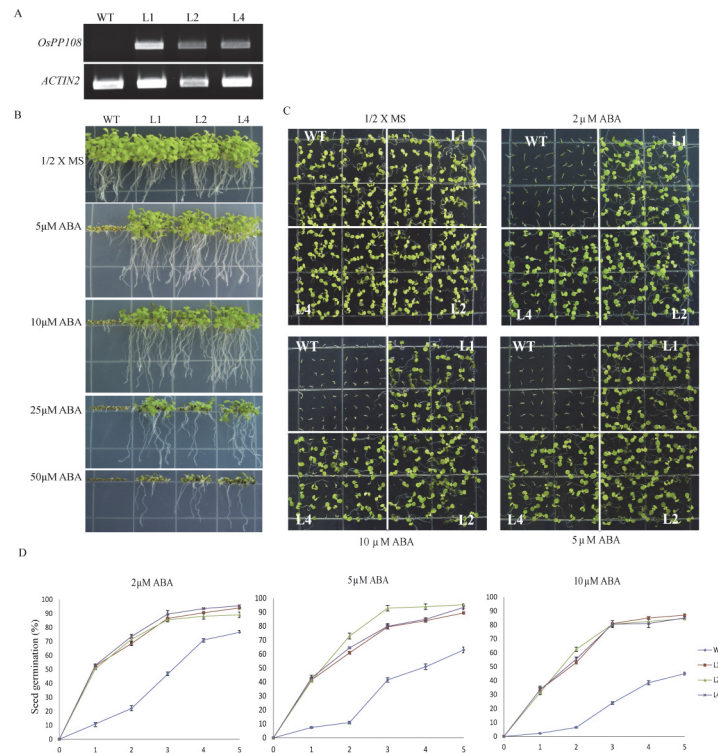 A
WT L1 L2 L4
OsPP108
ACTIN2
B
WT L1 L2 L4
1/2 X MS
5μM ABA
10μM ABA
25μM ABA
50μM ABA
C
1/2 X MS 2 μ M ABA
WT L1 WT L1
L4 L2 L4 L2
WT L1 WT L1
L4 L2 L4 L2
10 μ M ABA 5 μ M ABA
D
2μM ABA 5μM ABA 10μM ABA
Seed germination (%)
100 90 80 70 60 50 40 30 20 10 0
0 1 2 3 4 5
100 90 80 70 60 50 40 30 20 10 0
0 1 2 3 4 5
100 90 80 70 60 50 40 30 20 10 0
0 1 2 3 4 5